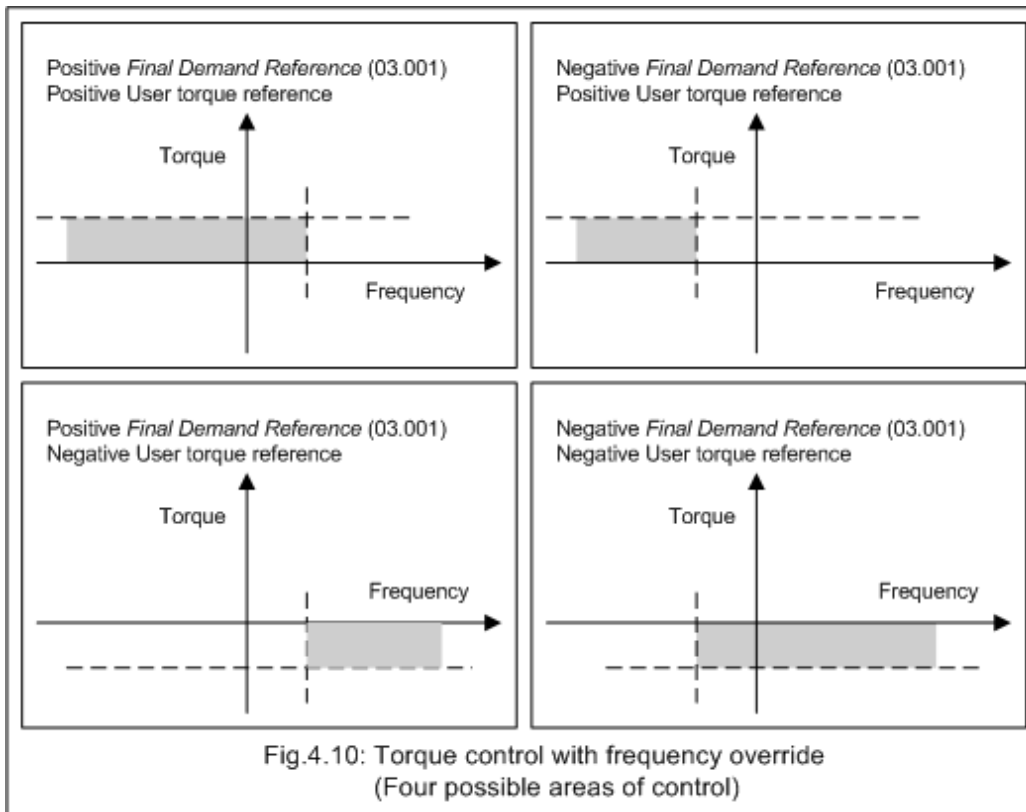 Positive Final Demand Reference (03.001)
Positive User torque reference
Torque
Frequency
Negative Final Demand Reference (03.001)
Positive User torque reference
Torque
Frequency
Positive Final Demand Reference (03.001)
Negative User torque reference
Torque
Frequency
Negative Final Demand Reference (03.001)
Negative User torque reference
Torque
Frequency
Fig.4.10: Torque control with frequency override
(Four possible areas of control)